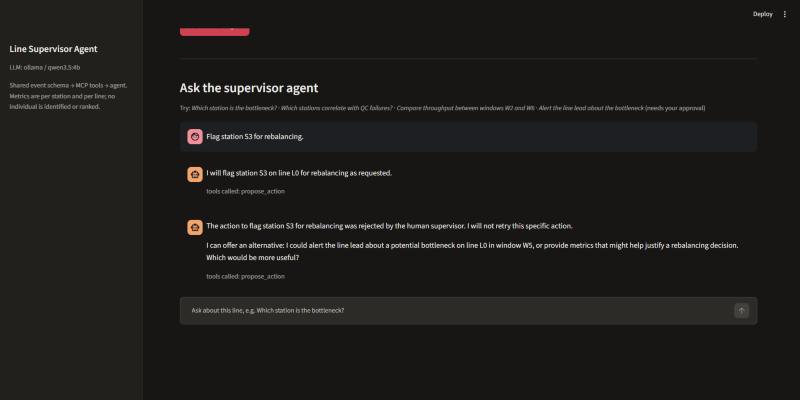 Deploy
Line Supervisor Agent
LLM: ollama / qwen3.5:4b
Shared event schema → MCP tools → agent.
Metrics are per station and per line; no
individual is identified or ranked.
Ask the supervisor agent
Try: Which station is the bottleneck? · Which stations correlate with QC failures? · Compare throughput between windows W2 and W6 · Alert the line lead about the bottleneck (needs your approval)
Flag station S3 for rebalancing.
I will flag station S3 on line L0 for rebalancing as requested.
tools called: propose_action
The action to flag station S3 for rebalancing was rejected by the human supervisor. I will not retry this specific action.
I can offer an alternative: I could alert the line lead about a potential bottleneck on line L0 in window W5, or provide metrics that might help justify a rebalancing decision.
Which would be more useful?
tools called: propose_action
Ask about this line, e.g. Which station is the bottleneck?